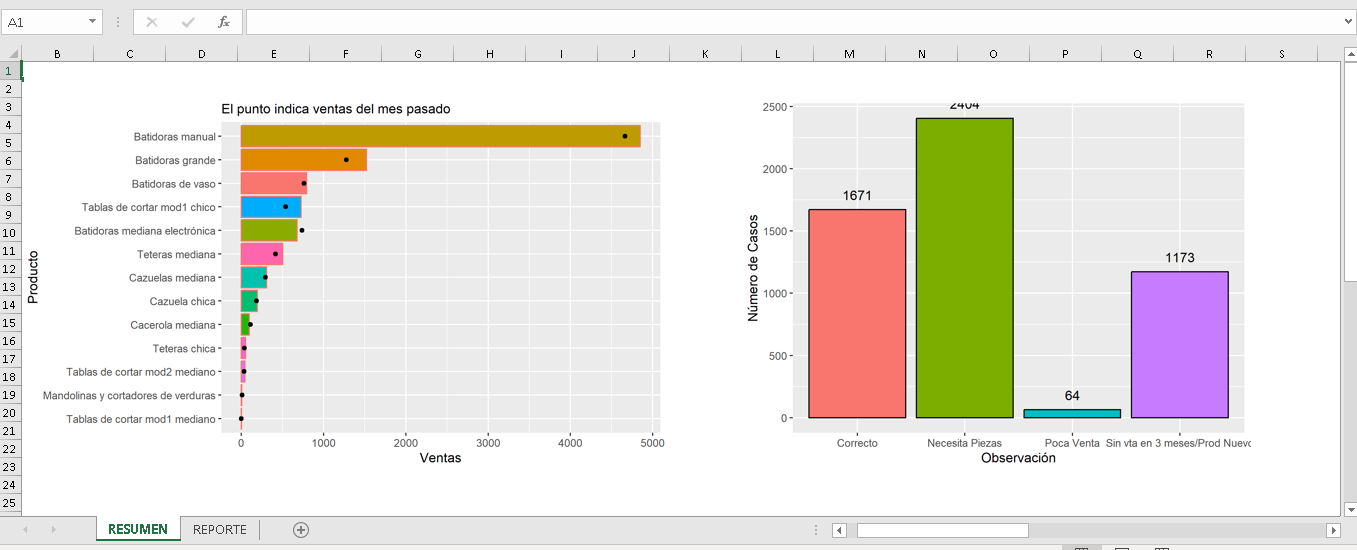 A1
fx
B C D E F G H I J K L M N O P Q R S
1
2
3
4
5
6
7
8
9
10
11
12
13
14
15
16
17
18
19
20
21
22
23
24
25
El punto indica ventas del mes pasado
Producto
Batidoras manual
Batidoras grande
Batidoras de vaso
Tablas de cortar mod1 chico
Batidoras mediana electrónica
Teteras mediana
Cazuelas mediana
Cazuela chica
Cacerola mediana
Teteras chica
Tablas de cortar mod2 mediano
Mandolinas y cortadores de verduras
Tablas de cortar mod1 mediano
0 1000 2000 3000 4000 5000
Ventas
Número de Casos
2500
2000
1500
1000
500
0
1671
2404
64
1173
Correcto Necesita Piezas Poca Venta Sin vta en 3 meses/Prod Nuevo
Observación
RESUMEN REPORTE